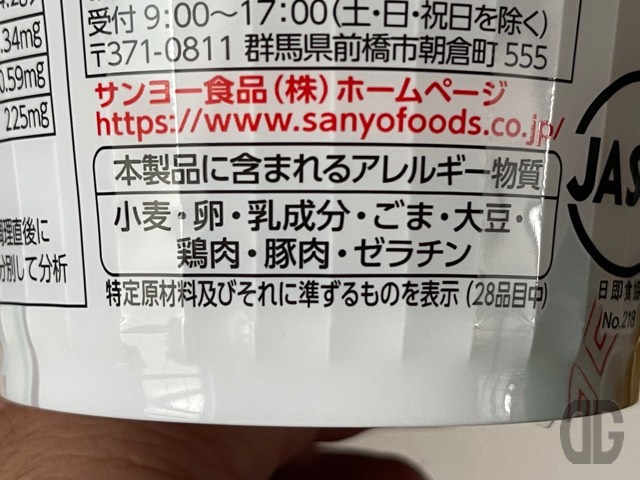 .34mg
0.59mg
225mg
調理直後に
分別して分析
受付 9:00〜17:00(土・日・祝日を除く)
〒371-0811 群馬県前橋市朝倉町 555
サンヨー食品(株)ホームページ
https://www.sanyofoods.co.jp/
本製品に含まれるアレルギー物質
小麦・卵・乳成分・ごま・大豆・
鶏肉・豚肉・ゼラチン
特定原材料及びそれに準ずるものを表示(28品目中)
JAS
日即食協
No.218
DG